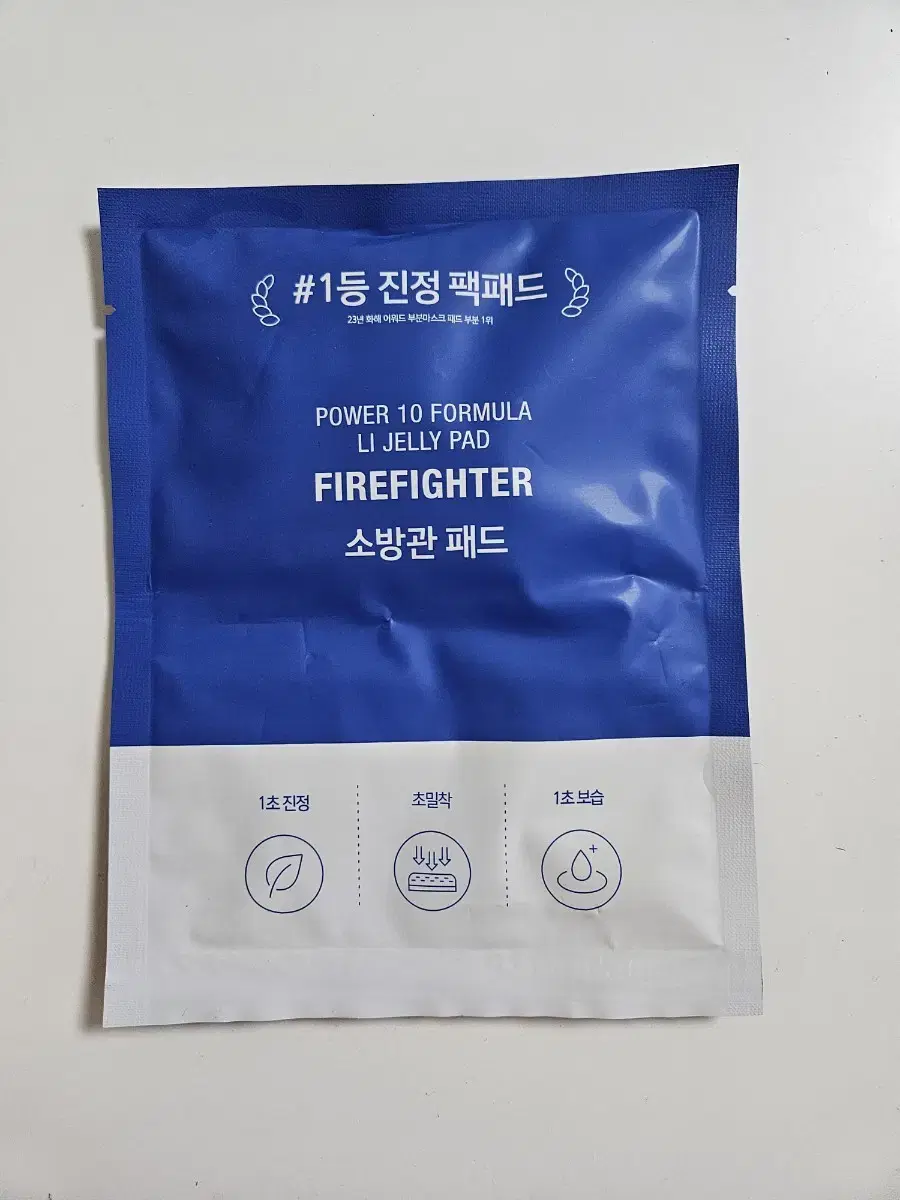 #1등 진정 팩패드
23년 화해 어워드 부분마스크 패드 부분 1위
POWER 10 FORMULA
LI JELLY PAD
FIREFIGHTER
소방관 패드
1초 진정
초밀착
1초 보습